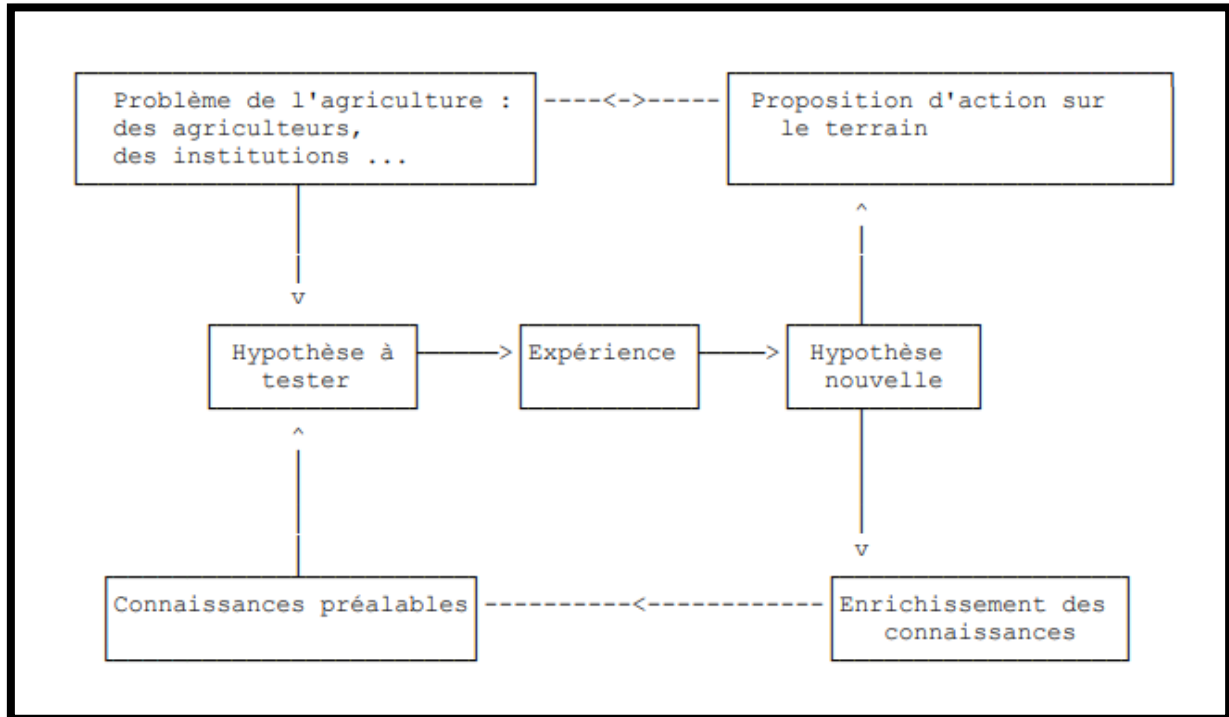 Problème de l'agriculture :
des agriculteurs,
des institutions ...
Proposition d'action sur
le terrain
Hypothèse à
tester
Expérience
Hypothèse
nouvelle
Connaissances préalables
Enrichissement des
connaissances